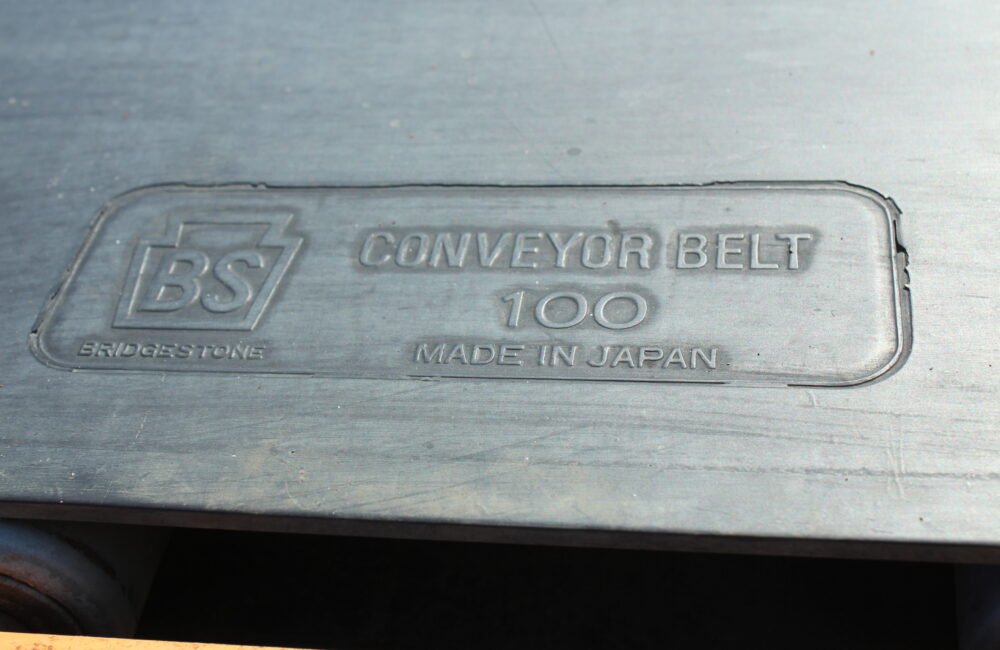 BS
BRIDGESTONE
CONVEYOR BELT
100
MADE IN JAPAN